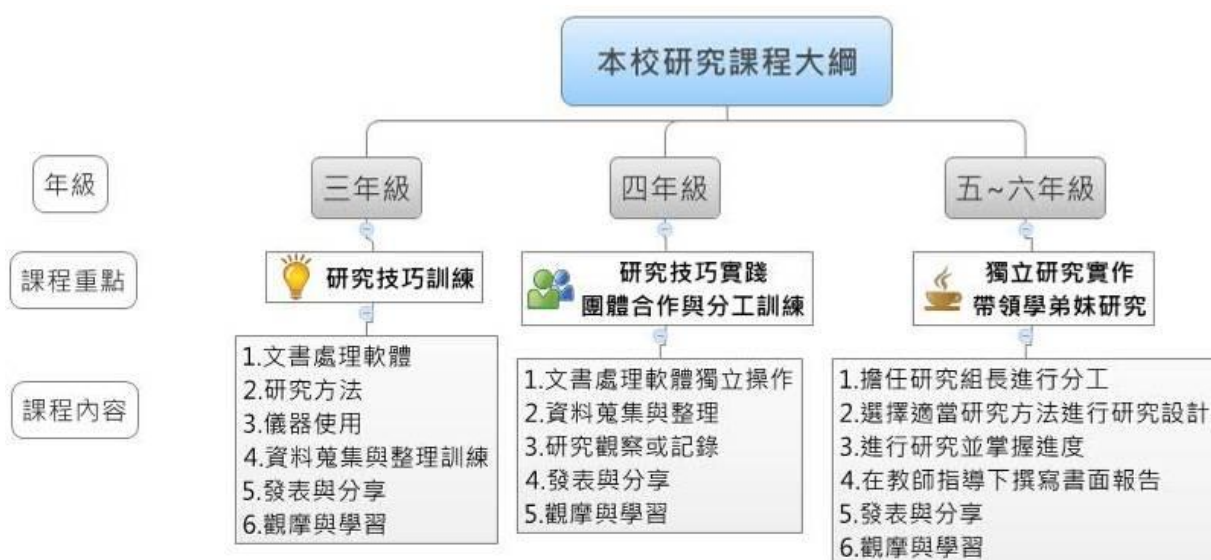 本校研究課程大綱
年級
三年級
四年級
五~六年級
課程重點
研究技巧訓練
研究技巧實踐
團體合作與分工訓練
獨立研究實作
帶領學弟妹研究
課程內容
1.文書處理軟體
2.研究方法
3.儀器使用
4.資料蒐集與整理訓練
5.發表與分享
6.觀摩與學習
1.文書處理軟體獨立操作
2.資料蒐集與整理
3.研究觀察或記錄
4.發表與分享
5.觀摩與學習
1.擔任研究組長進行分工
2.選擇適當研究方法進行研究設計
3.進行研究並掌握進度
4.在教師指導下撰寫書面報告
5.發表與分享
6.觀摩與學習